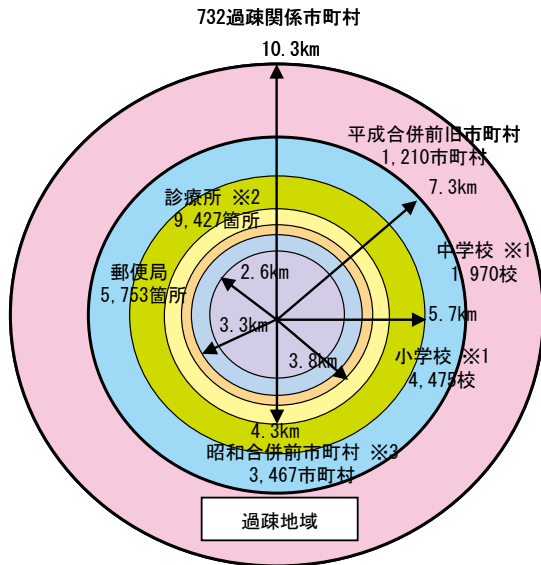 732過疎関係市町村
10.3km
平成合併前旧市町村
1,210市町村
7.3km
診療所 ※2
9,427箇所
中学校 ※1
1,970校
郵便局
5,753箇所
2.6km
3.3km
5.7km
3.8km
小学校 ※1
4,475校
4.3km
昭和合併前市町村 ※3
3,467市町村
過疎地域